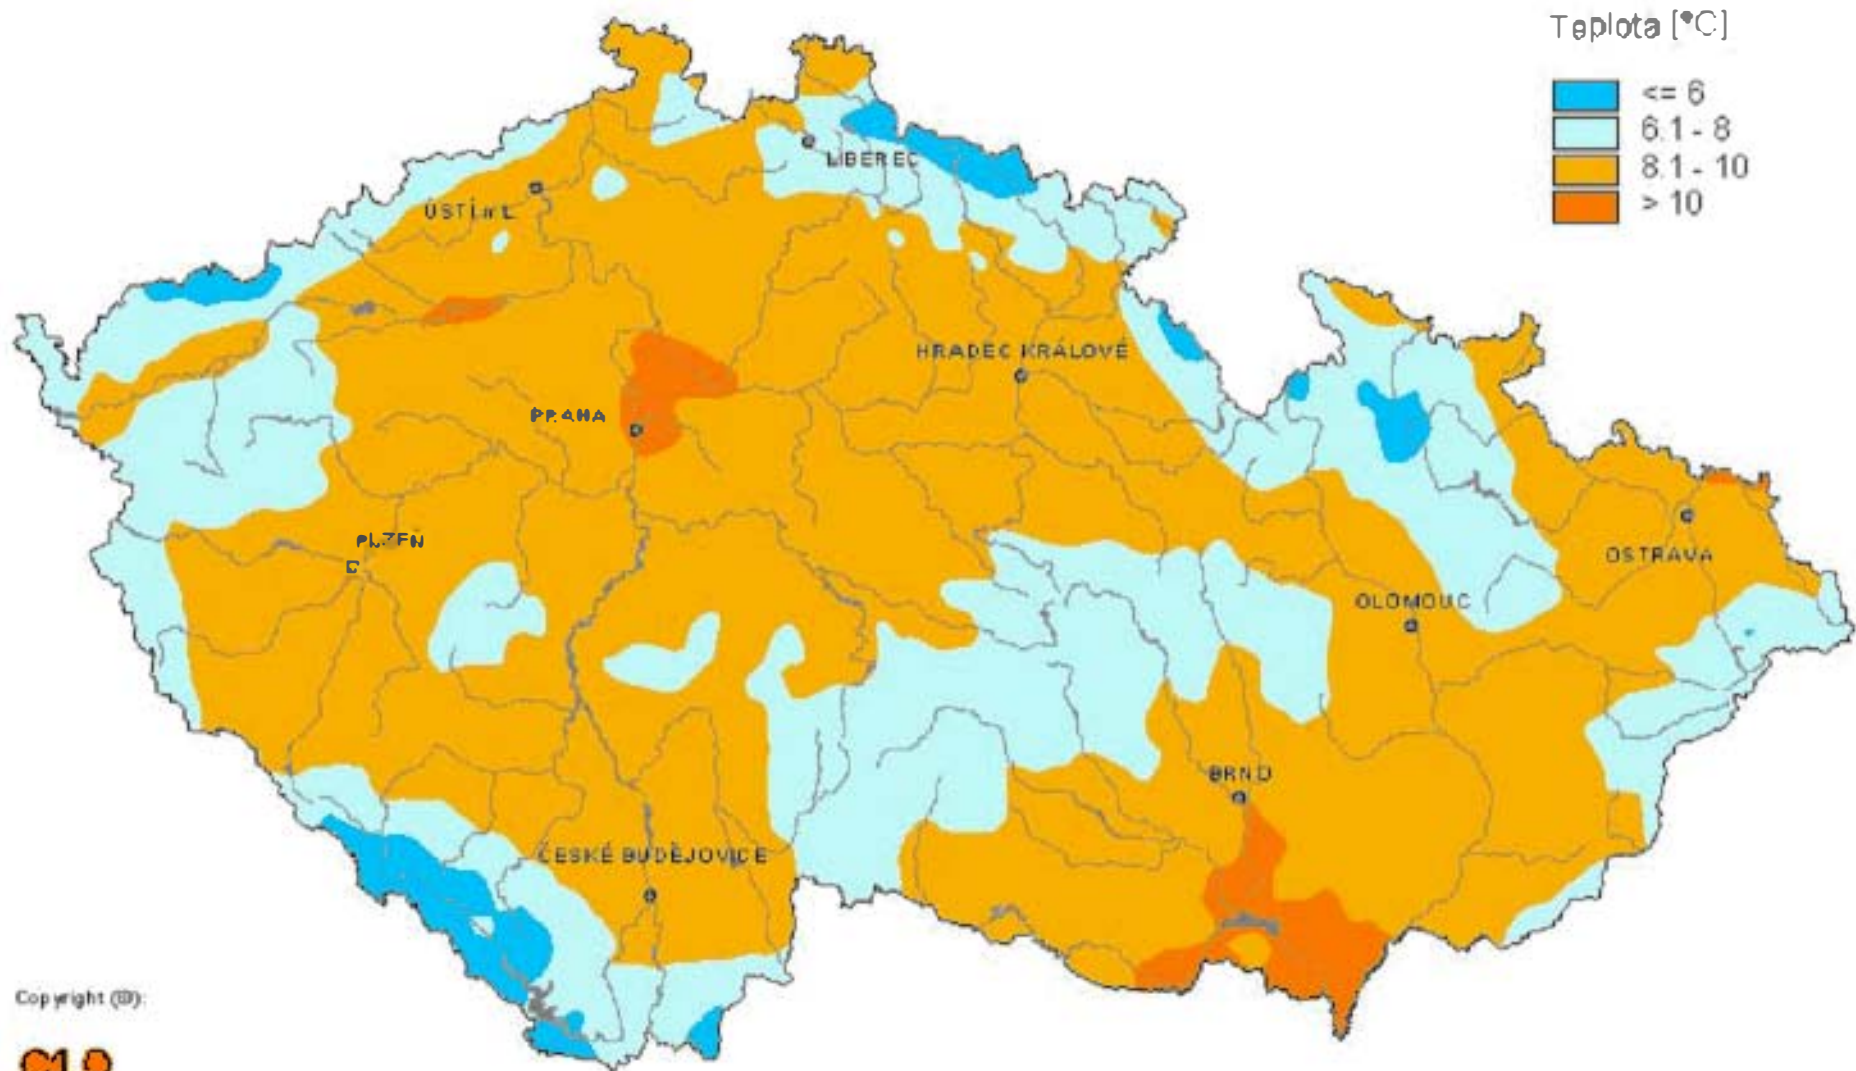 Teplota [°C]
<= 6
6.1 - 8
8.1 - 10
> 10
LIBEREC
ÚSTÍ n L
HRADEC KRÁLOVÉ
PRAHA
PLZEŇ
OSTRAVA
OLOMOUC
BRNO
ČESKÉ BUDĚJOVICE
Copyright (©):